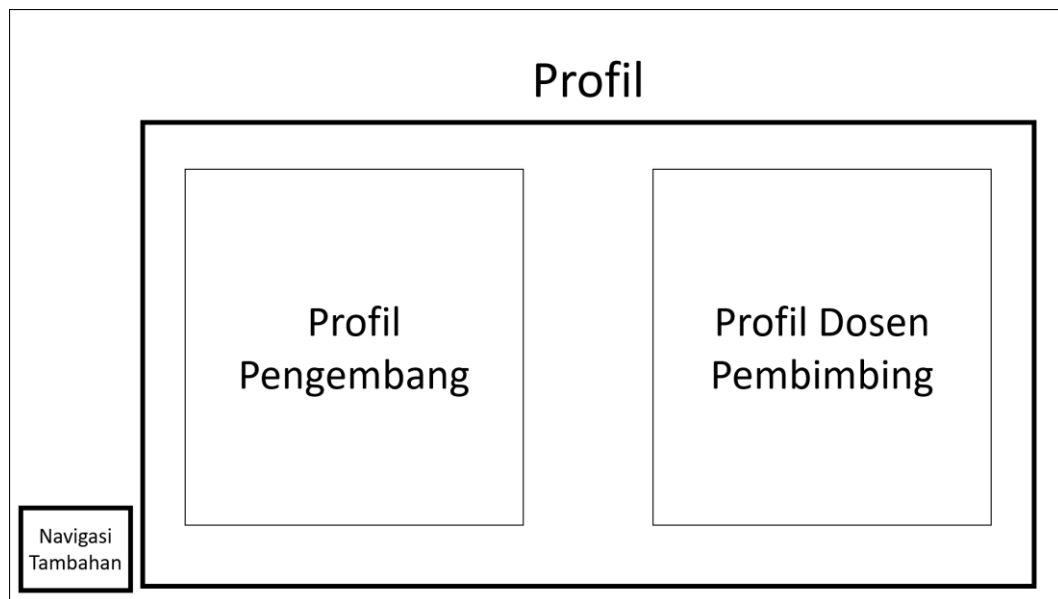 Profil
Profil
Pengembang
Profil Dosen
Pembimbing
Navigasi
Tambahan